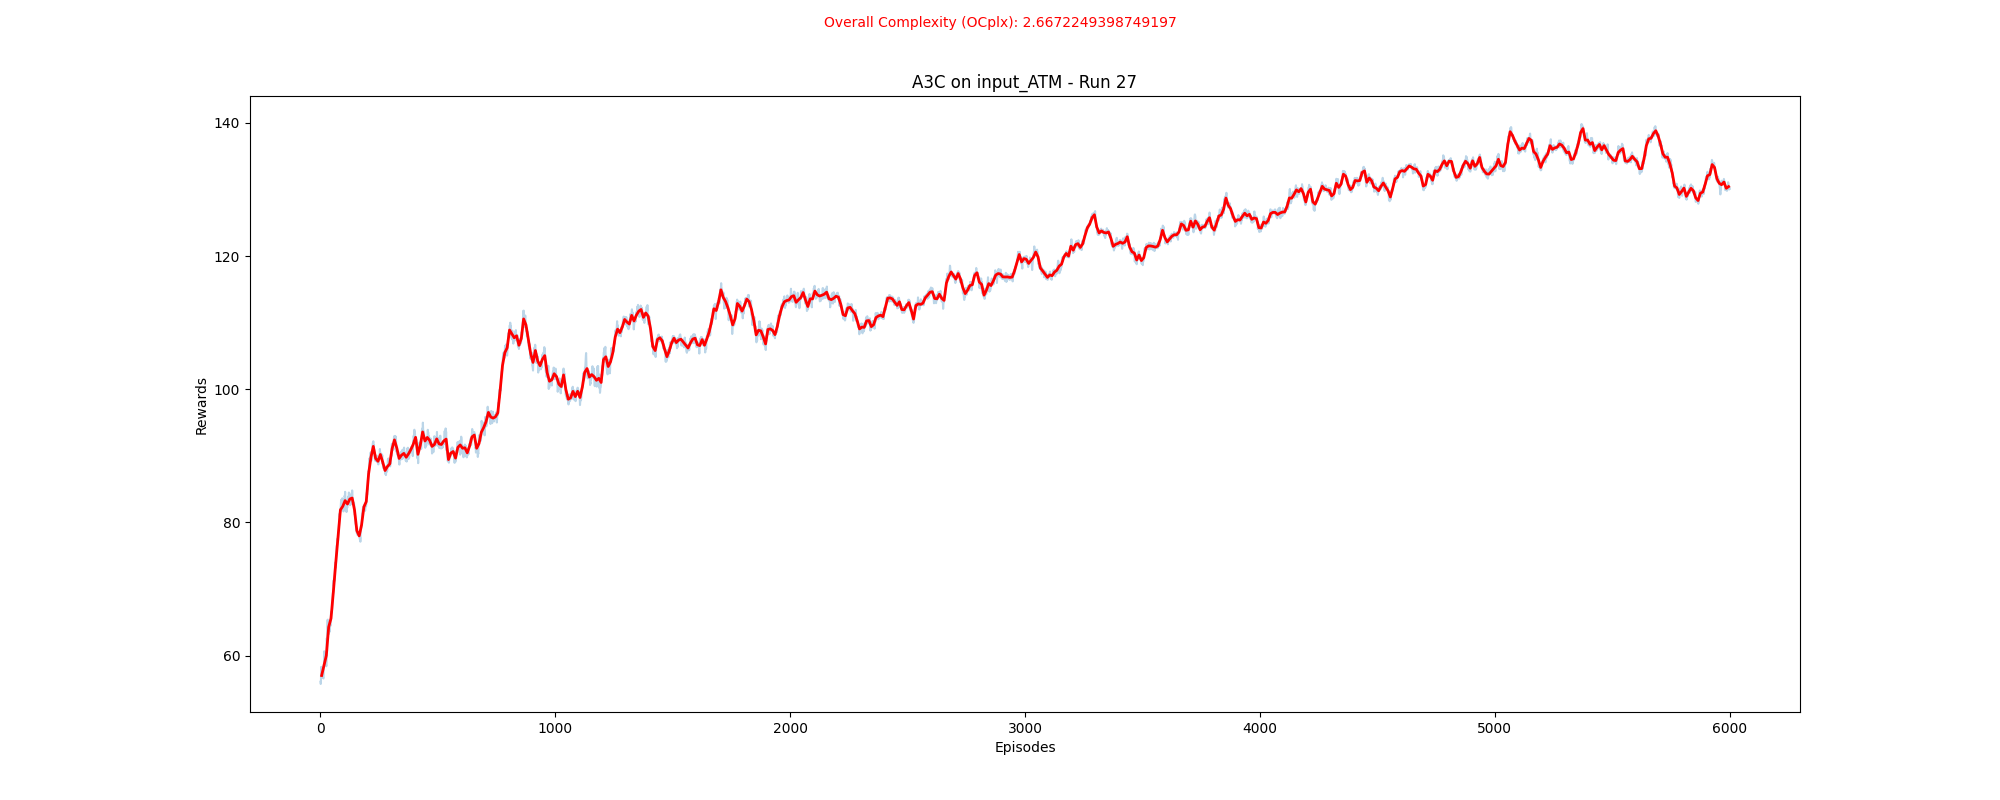 Overall Complexity (OCplx): 2.6672249398749197
A3C on input_ATM - Run 27
140
120
100
80
60
Rewards
0 1000 2000 3000 4000 5000 6000
Episodes